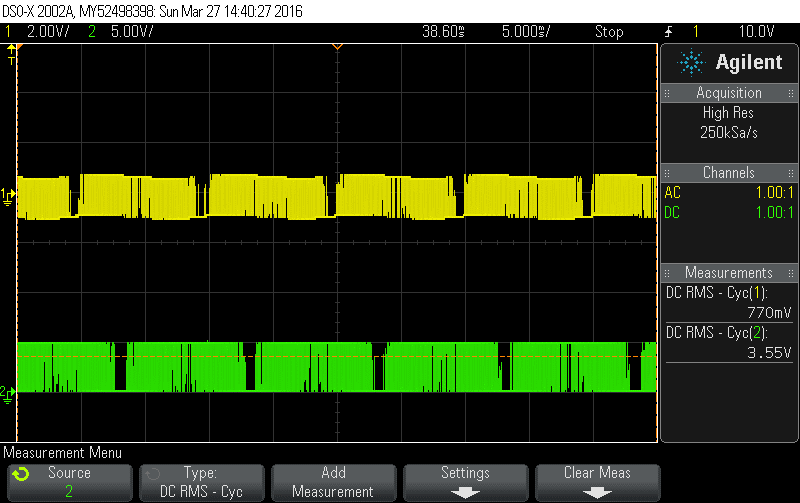 DSO-X 2002A, MY52498398: Sun Mar 27 14:40:27 2016
1 2.00V/ 2 5.00V/ 38.60ms 5.000ms/ Stop 1 10.0V
T
Agilent
Acquisition
High Res
250kSa/s
Channels
AC 1.00:1
DC 1.00:1
Measurements
DC RMS - Cyc(1):
770mV
DC RMS - Cyc(2):
3.55V
1
2
Measurement Menu
Source
2
Type:
DC RMS - Cyc
Add
Measurement
Settings
Clear Meas